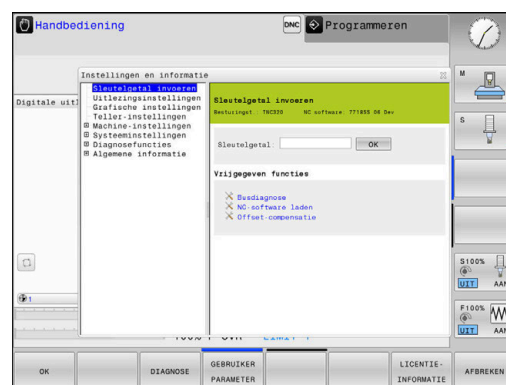 Handbediening
DNC
Programmeren
Instellingen en informatie
Digitale uit
Sleutelgetal invoeren
Uitlezingsinstellingen
Grafische instellingen
Teller-instellingen
Machine-instellingen
Systeeminstellingen
Diagnosefuncties
Algemene informatie
Sleutelgetal invoeren
Besturingst.: TNC320 NC software: 771855 06 Dev
Sleutelgetal:
OK
Vrijgegeven functies
Busdiagnose
NC-software laden
Offset-compensatie
M
S
S100%
UIT AAN
F100%
UIT AAN
1
OK
DIAGNOSE
GEBRUIKER
PARAMETER
LICENTIE-
INFORMATIE
AFBREKEN